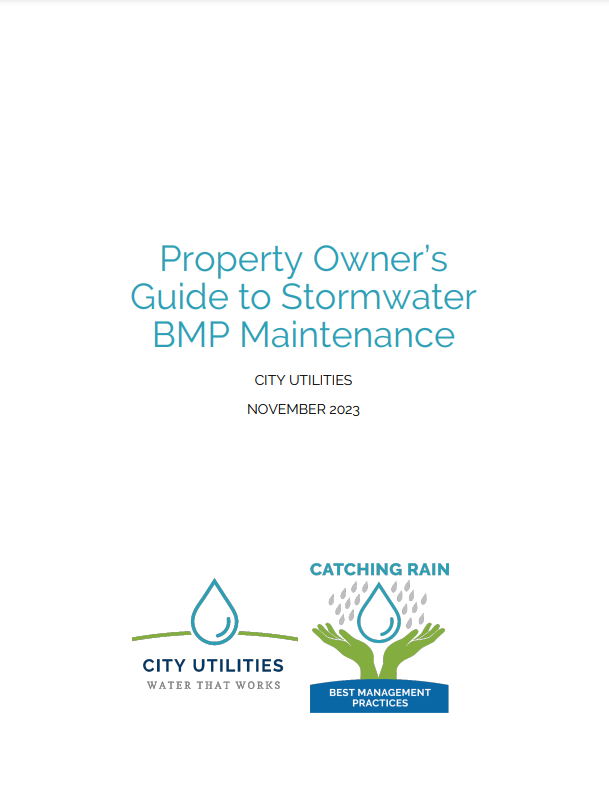 Property Owner’s
Guide to Stormwater
BMP Maintenance
CITY UTILITIES
NOVEMBER 2023
CATCHING RAIN
CITY UTILITIES
WATER THAT WORKS
BEST MANAGEMENT
PRACTICES